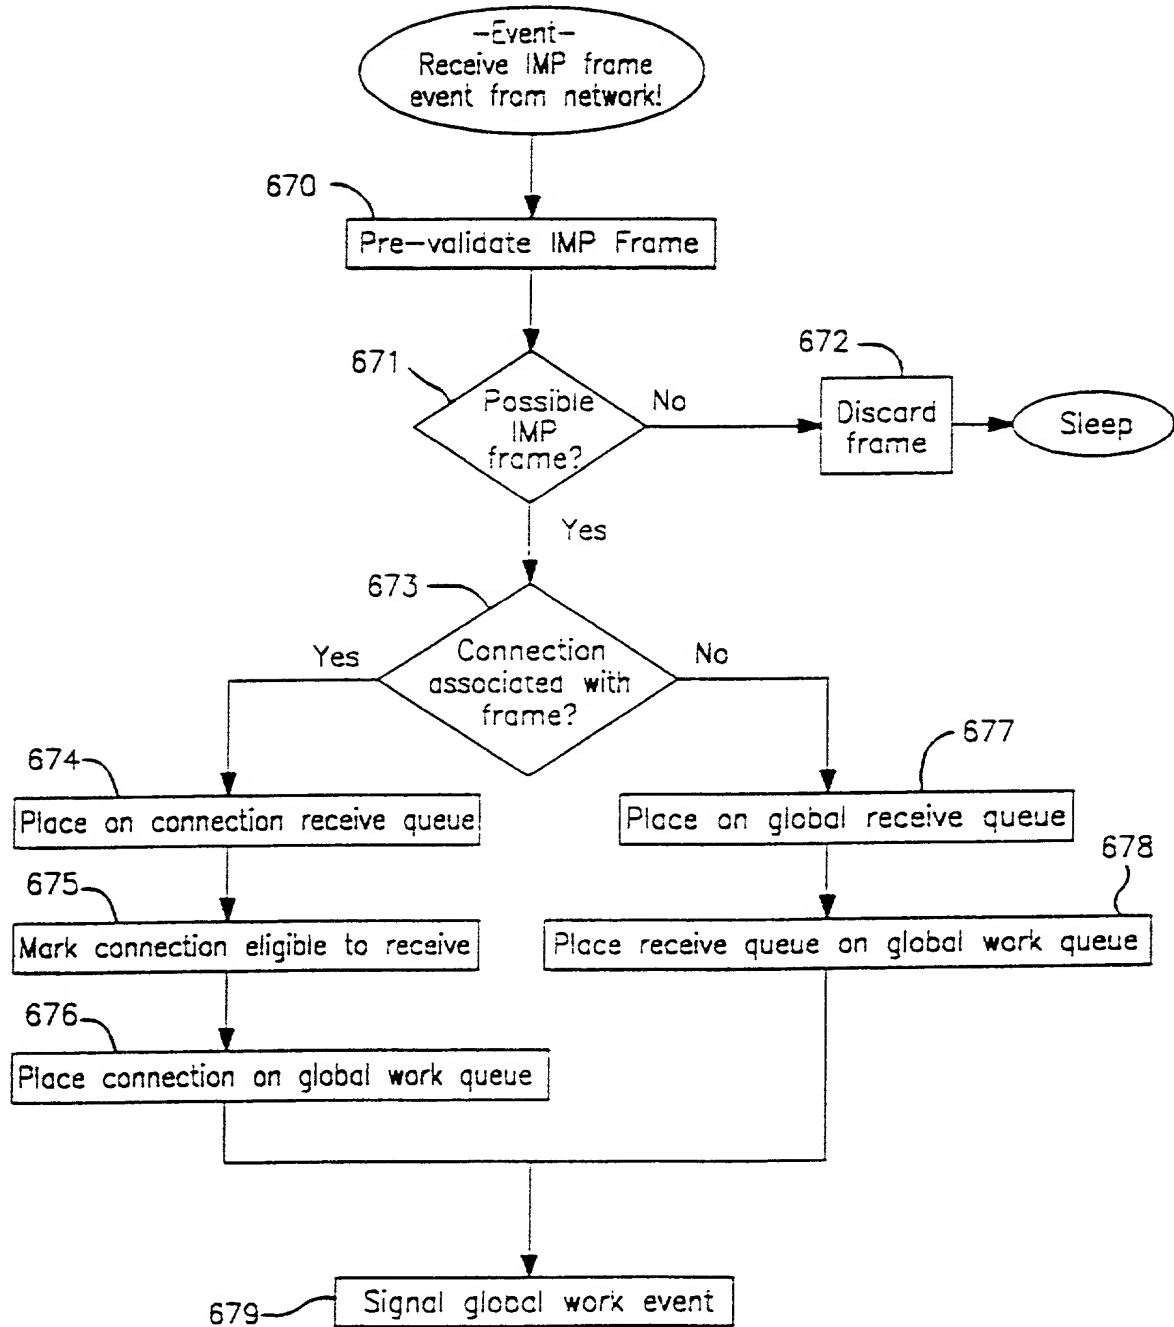 -Event-
Receive IMP frame
event from network!
670
Pre-validate IMP Frame
671
Possible
IMP
frame?
No
672
Discard
frame
Sleep
Yes
673
Connection
associated with
frame?
Yes
No
674
Place on connection receive queue
677
Place on global receive queue
675
Mark connection eligible to receive
678
Place receive queue on global work queue
676
Place connection on global work queue
679
Signal global work event